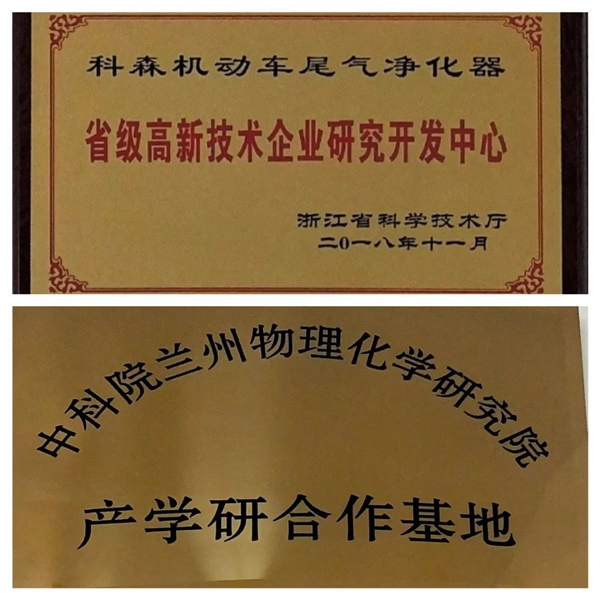 科森机动车尾气净化器
省级高新技术企业研究开发中心
浙江省科学技术厅
二0一八年十一月
中科院兰州物理化学研究院
产学研合作基地